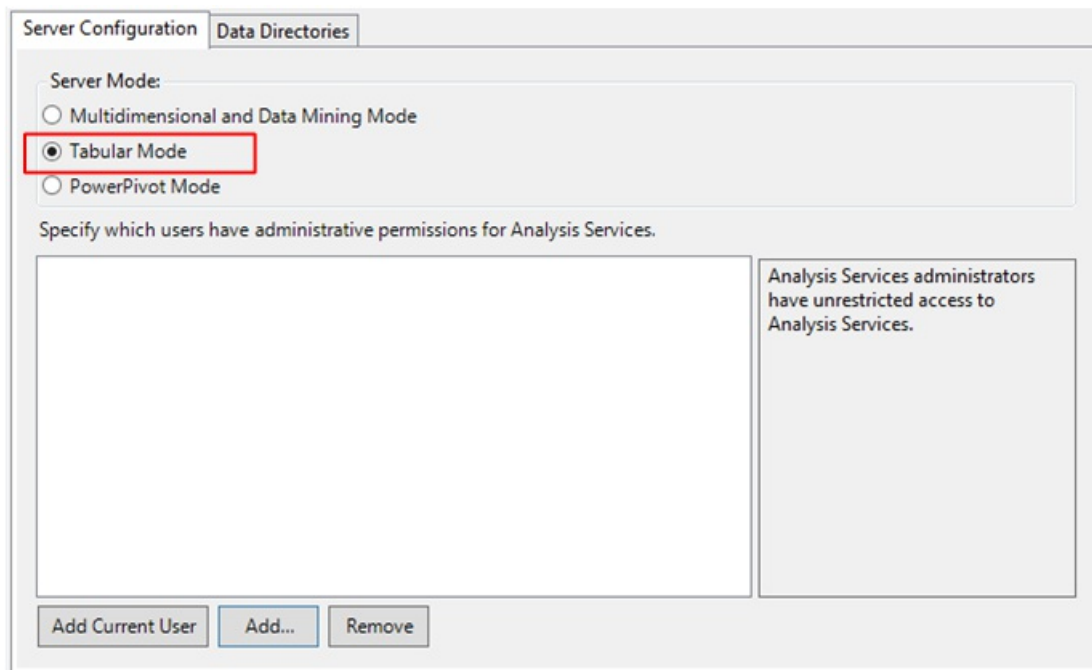 Server Configuration Data Directories
Server Mode:
Multidimensional and Data Mining Mode
Tabular Mode
PowerPivot Mode
Specify which users have administrative permissions for Analysis Services.
Analysis Services administrators
have unrestricted access to
Analysis Services.
Add Current User Add... Remove